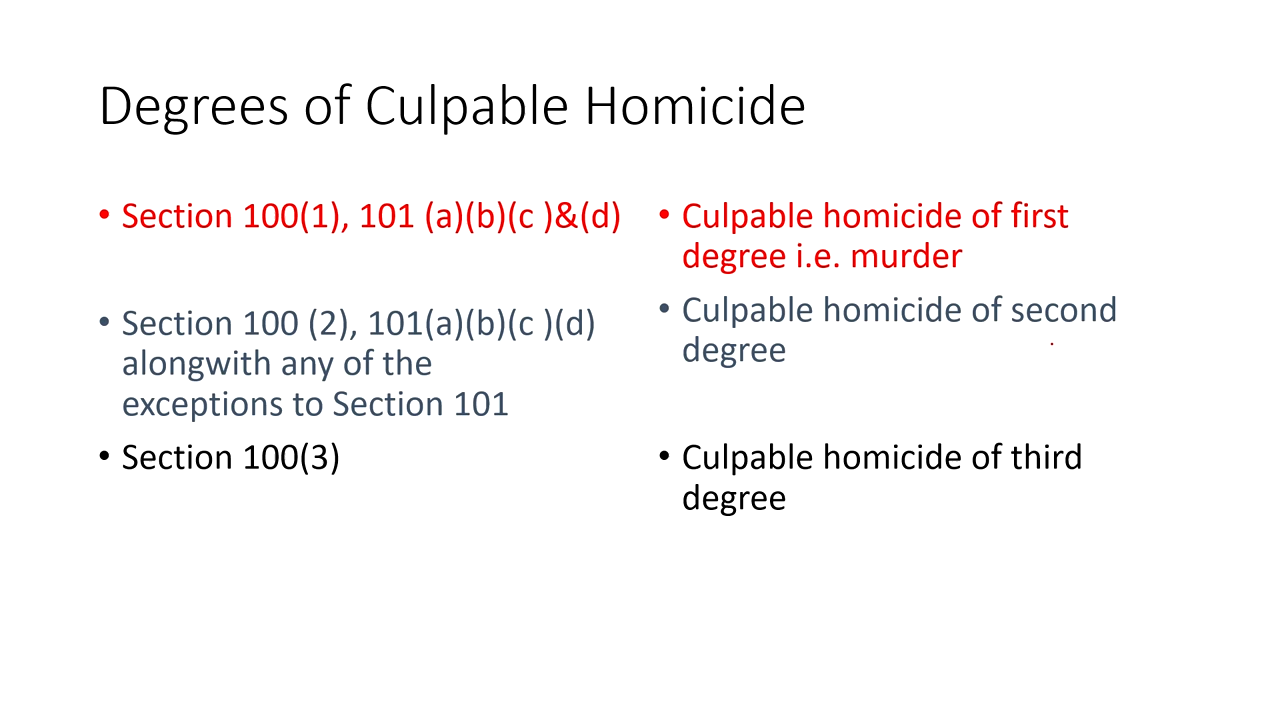 Degrees of Culpable Homicide
• Section 100(1), 101 (a)(b)(c )&(d)
• Section 100 (2), 101(a)(b)(c )(d)
alongwith any of the
exceptions to Section 101
• Section 100(3)
• Culpable homicide of first
degree i.e. murder
• Culpable homicide of second
degree
• Culpable homicide of third
degree